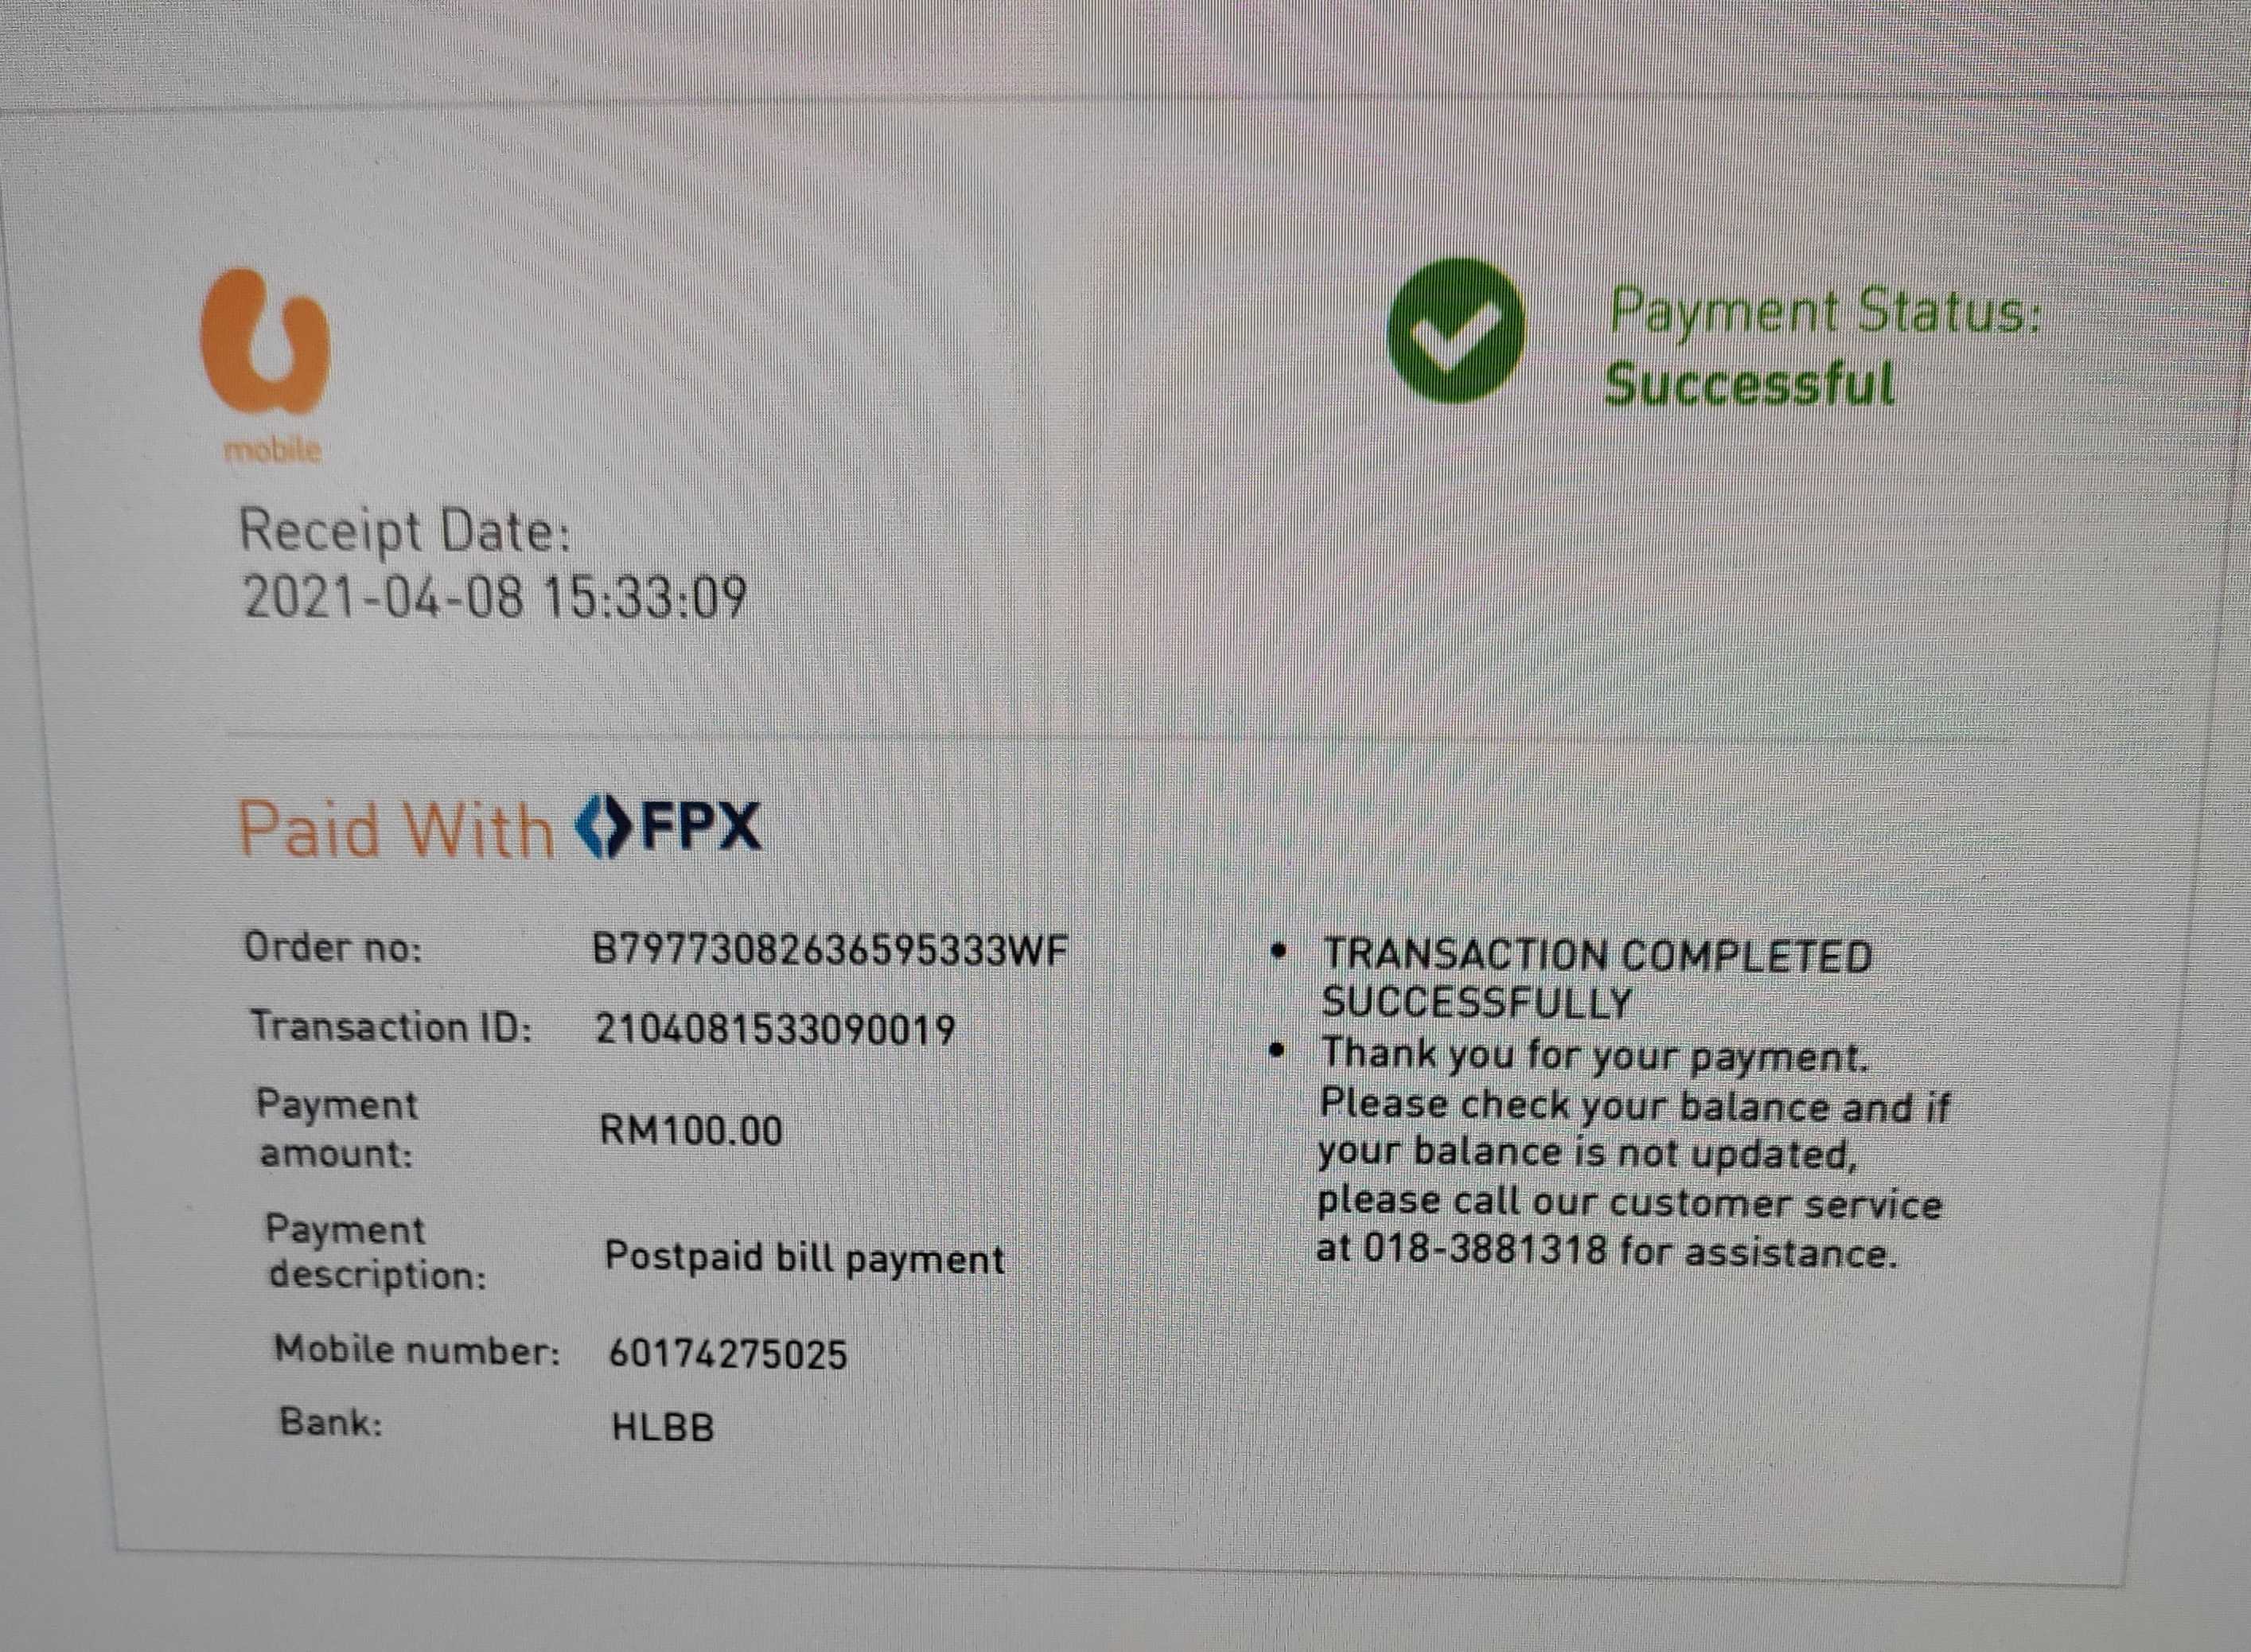 mobile
Payment Status:
Successful
Receipt Date:
2021-04-08 15:33:09
Paid With FPX
Order no: B79773082636595333WF
Transaction ID: 2104081533090019
Payment
amount: RM100.00
Payment
description: Postpaid bill payment
Mobile number: 60174275025
Bank: HLBB
• TRANSACTION COMPLETED
SUCCESSFULLY
• Thank you for your payment.
Please check your balance and if
your balance is not updated,
please call our customer service
at 018-3881318 for assistance.